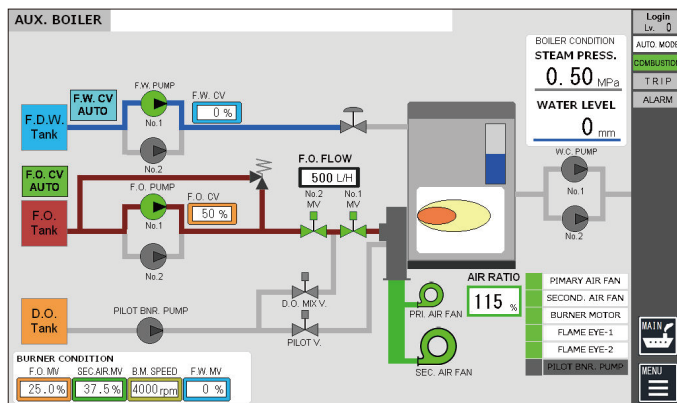 AUX. BOILER
Login
Lv. 0
AUTO. MODE
COMBUSTION
TRIP
ALARM
BOILER CONDITION
STEAM PRESS.
0.50 MPa
WATER LEVEL
0 mm
F.W. PUMP
F.W. CV
AUTO
F.W. CV
0 %
F.D.W.
Tank
No.1
No.2
F.O. CV
AUTO
F.O. PUMP
F.O. CV
50 %
F.O.
Tank
No.1
No.2
F.O. FLOW
500 L/H
No.2
MV
No.1
MV
W.C. PUMP
No.1
No.2
D.O.
Tank
PILOT BNR. PUMP
D.O. MIX V.
PILOT V.
PRI. AIR FAN
SEC. AIR FAN
AIR RATIO
115 %
PIMARY AIR FAN
SECOND. AIR FAN
BURNER MOTOR
FLAME EYE-1
FLAME EYE-2
PILOT BNR. PUMP
MAIN
MENU
BURNER CONDITION
F.O. MV
SEC.AIR.MV
B.M. SPEED
F.W. MV
25.0%
37.5%
4000rpm
0 %